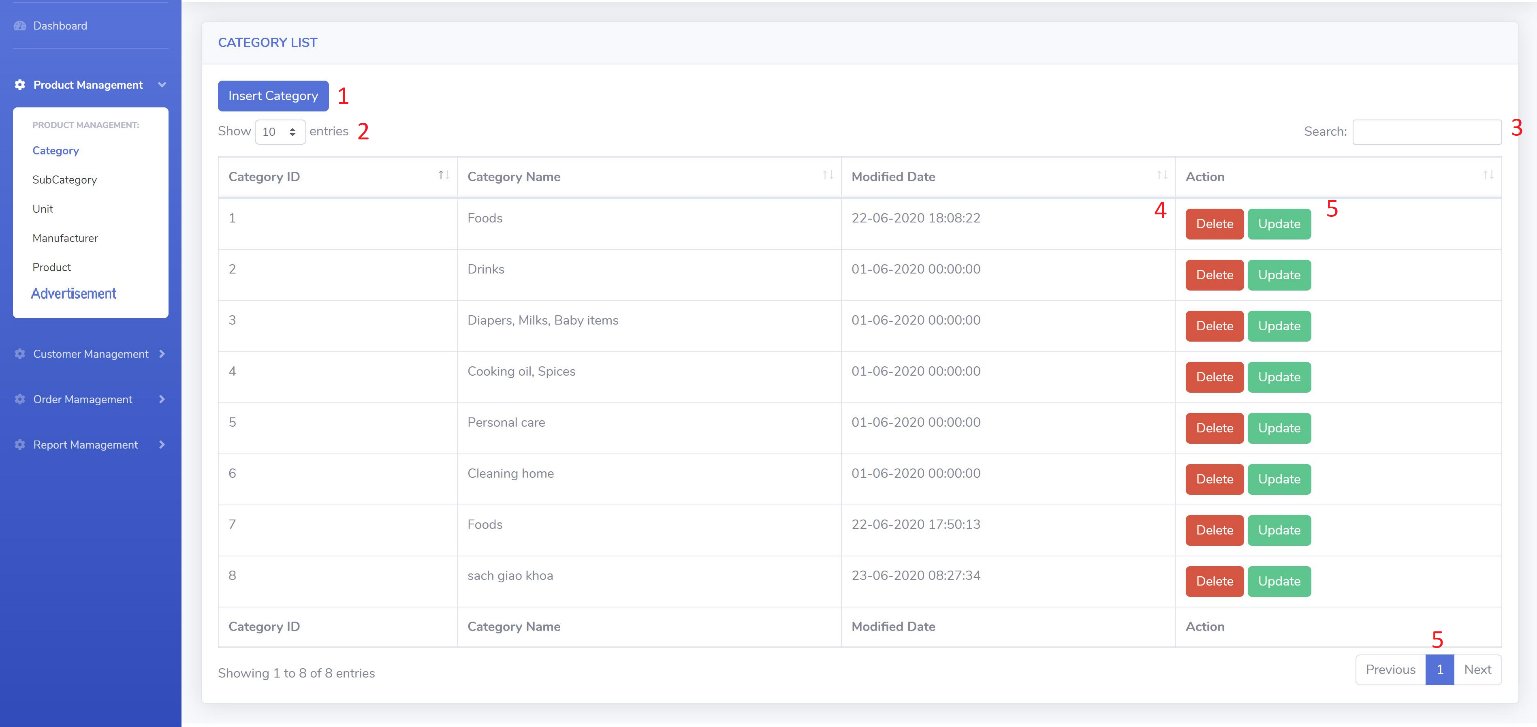 Dashboard
Product Management
PRODUCT MANAGEMENT:
Category
SubCategory
Unit
Manufacturer
Product
Advertisement
Customer Management
Order Mamagement
Report Mamagement
CATEGORY LIST
Insert Category 1
Show 10 entries 2 Search: 3
Category ID Category Name Modified Date Action
1 Foods 22-06-2020 18:08:22 4 Delete Update 5
2 Drinks 01-06-2020 00:00:00 Delete Update
3 Diapers, Milks, Baby items 01-06-2020 00:00:00 Delete Update
4 Cooking oil, Spices 01-06-2020 00:00:00 Delete Update
5 Personal care 01-06-2020 00:00:00 Delete Update
6 Cleaning home 01-06-2020 00:00:00 Delete Update
7 Foods 22-06-2020 17:50:13 Delete Update
8 sach giao khoa 23-06-2020 08:27:34 Delete Update
Category ID Category Name Modified Date Action
5
Showing 1 to 8 of 8 entries Previous 1 Next